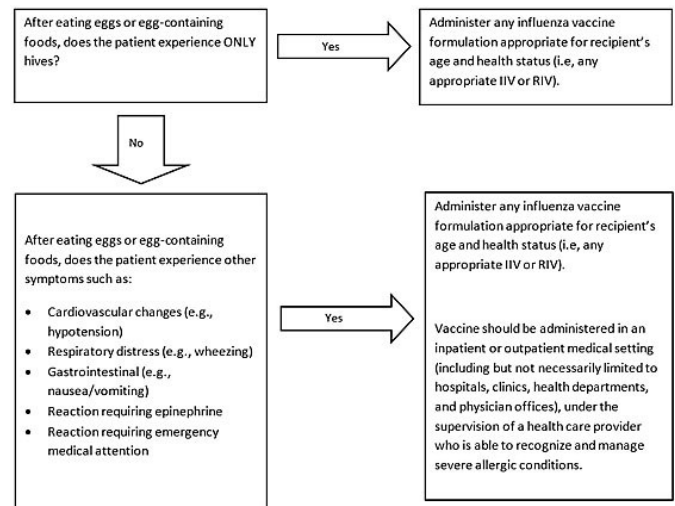 After eating eggs or egg-containing
foods, does the patient experience ONLY
hives?
Yes
Administer any influenza vaccine
formulation appropriate for recipient's
age and health status (i.e, any
appropriate IIV or RIV).
No
After eating eggs or egg-containing
foods, does the patient experience other
symptoms such as:
• Cardiovascular changes (e.g.,
hypotension)
• Respiratory distress (e.g., wheezing)
• Gastrointestinal (e.g.,
nausea/vomiting)
• Reaction requiring epinephrine
• Reaction requiring emergency
medical attention
Yes
Administer any influenza vaccine
formulation appropriate for recipient's
age and health status (i.e, any
appropriate IIV or RIV).
Vaccine should be administered in an
inpatient or outpatient medical setting
(including but not necessarily limited to
hospitals, clinics, health departments,
and physician offices), under the
supervision of a health care provider
who is able to recognize and manage
severe allergic conditions.